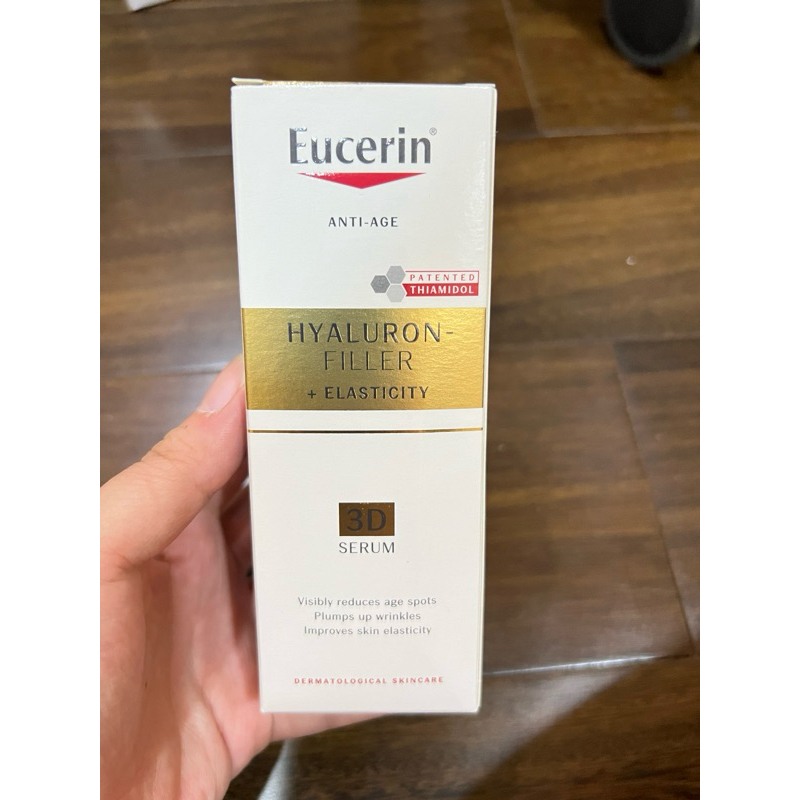 Eucerin®
ANTI-AGE
PATENTED
THIAMIDOL
HYALURON-
FILLER
+ ELASTICITY
3D
SERUM
Visibly reduces age spots
Plumps up wrinkles
Improves skin elasticity
DERMATOLOGICAL SKINCARE